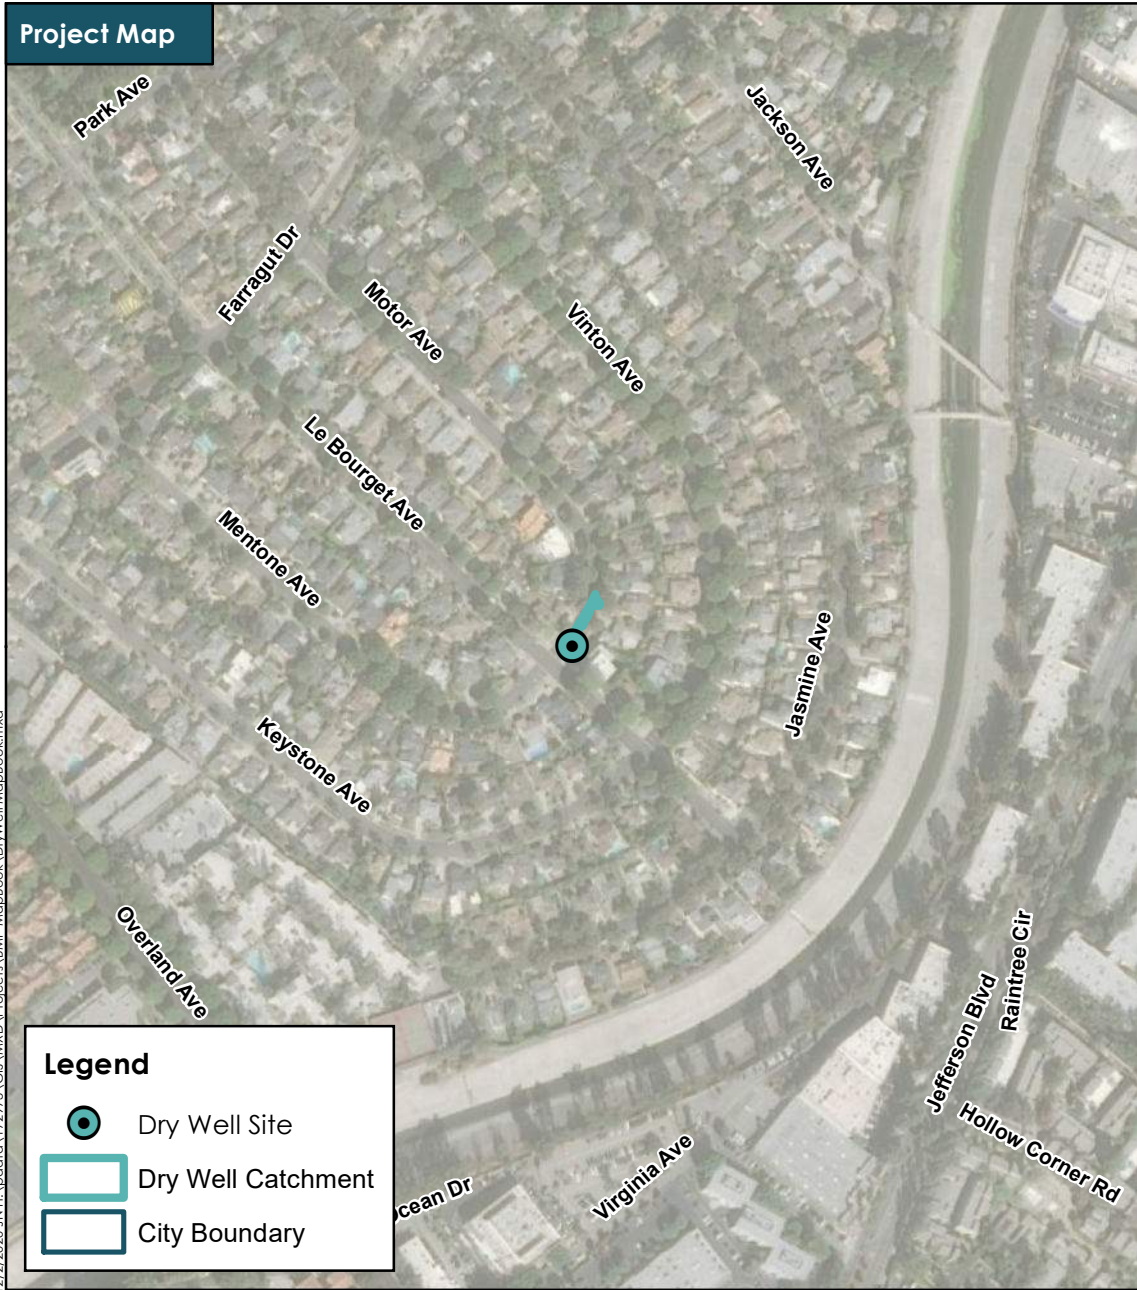 Project Map
Park Ave
Jackson Ave
Farragut Dr
Motor Ave
Vinton Ave
Le Bourget Ave
Mentone Ave
Jasmine Ave
Keystone Ave
Overland Ave
Raintree Cir
Jefferson Blvd
Hollow Corner Rd
Virginia Ave
Ocean Dr
Legend
Dry Well Site
Dry Well Catchment
City Boundary